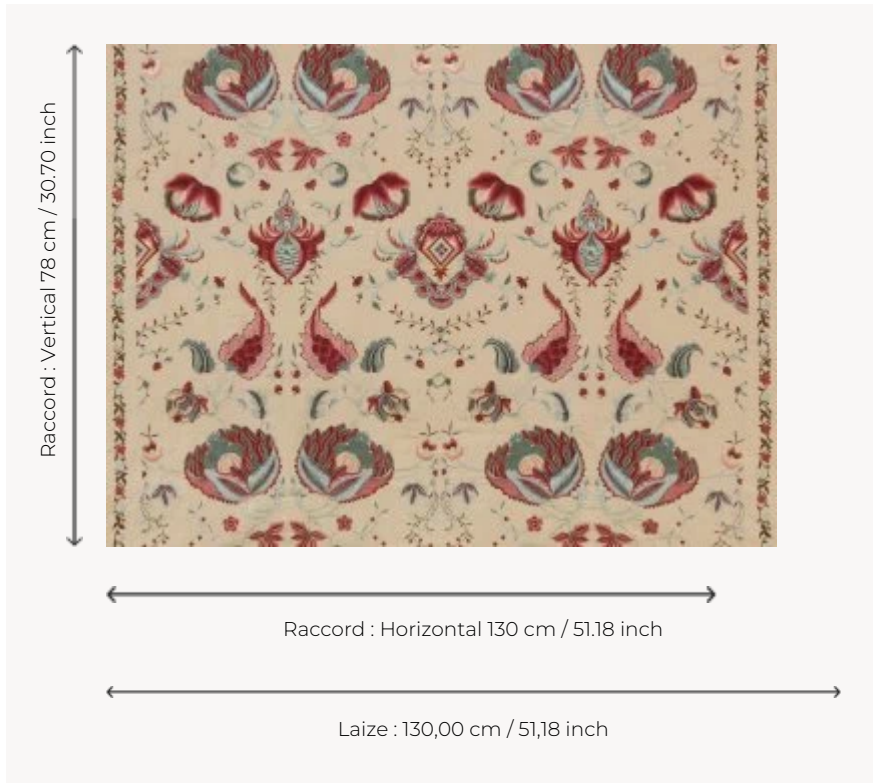 Raccord : Vertical 78 cm / 30.70 inch
Raccord : Horizontal 130 cm / 51.18 inch
Laize : 130,00 cm / 51,18 inch